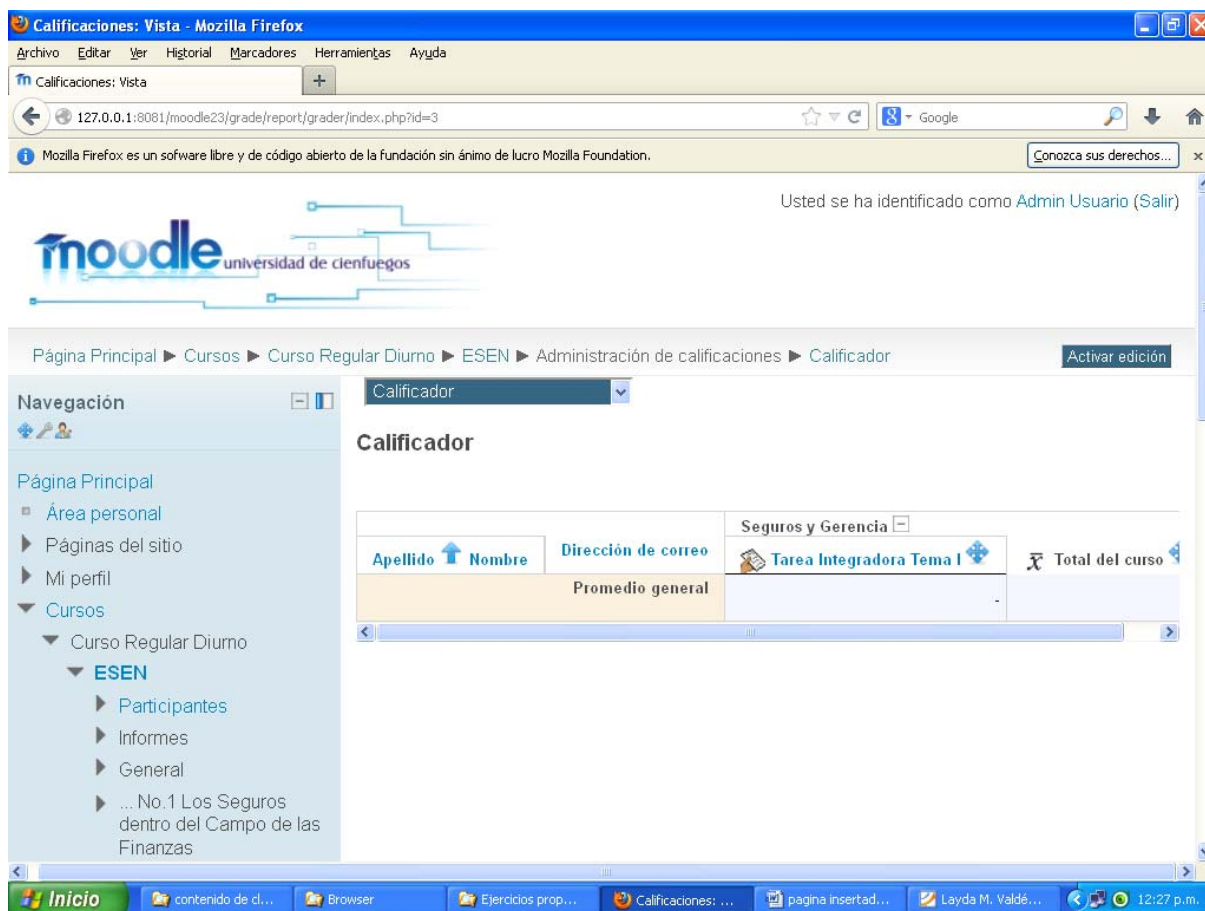 Calificaciones: Vista - Mozilla Firefox
Archivo Editar Ver Historial Marcadores Herramientas Ayuda
Calificaciones: Vista +
127.0.0.1:8081/moodle23/grade/report/grader/index.php?id=3 Google
Mozilla Firefox es un sofware libre y de código abierto de la fundación sin ánimo de lucro Mozilla Foundation. Conozca sus derechos...
Usted se ha identificado como Admin Usuario (Salir)
moodle universidad de cienfuegos
Página Principal ► Cursos ► Curso Regular Diurno ► ESEN ► Administración de calificaciones ► Calificador Activar edición
Calificador
Navegación
Calificador
Página Principal
Área personal
Páginas del sitio
Mi perfil
Cursos
Curso Regular Diurno
ESEN
Participantes
Informes
General
... No.1 Los Seguros
dentro del Campo de las
Finanzas
Seguros y Gerencia
Apellido Nombre Dirección de correo Tarea Integradora Tema I x̄ Total del curso
Promedio general -
Inicio contenido de cl... Browser Ejercicios prop... Calificaciones: ... pagina insertad... Layda M. Valdé... 12:27 p.m.